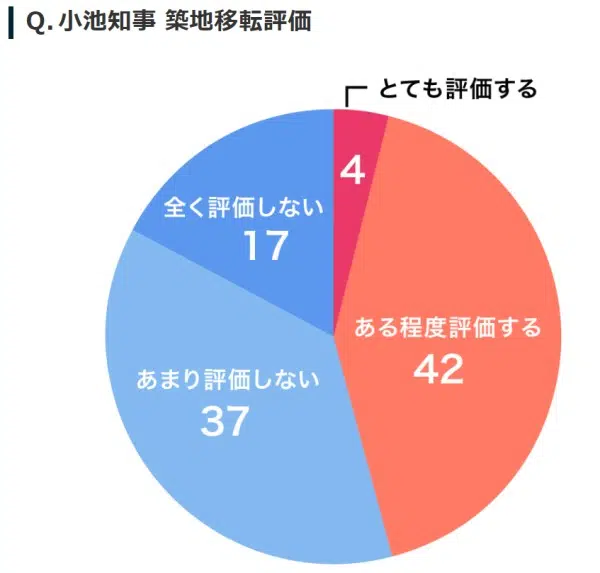 Q. 小池知事 築地移転評価
とても評価する
4
全く評価しない
17
ある程度評価する
42
あまり評価しない
37